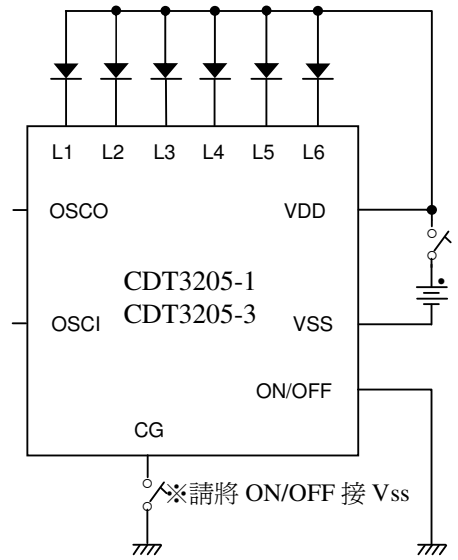 L1 L2 L3 L4 L5 L6
OSCO VDD
CDT3205-1
CDT3205-3
OSCI VSS
ON/OFF
CG
※請將 ON/OFF 接 Vss